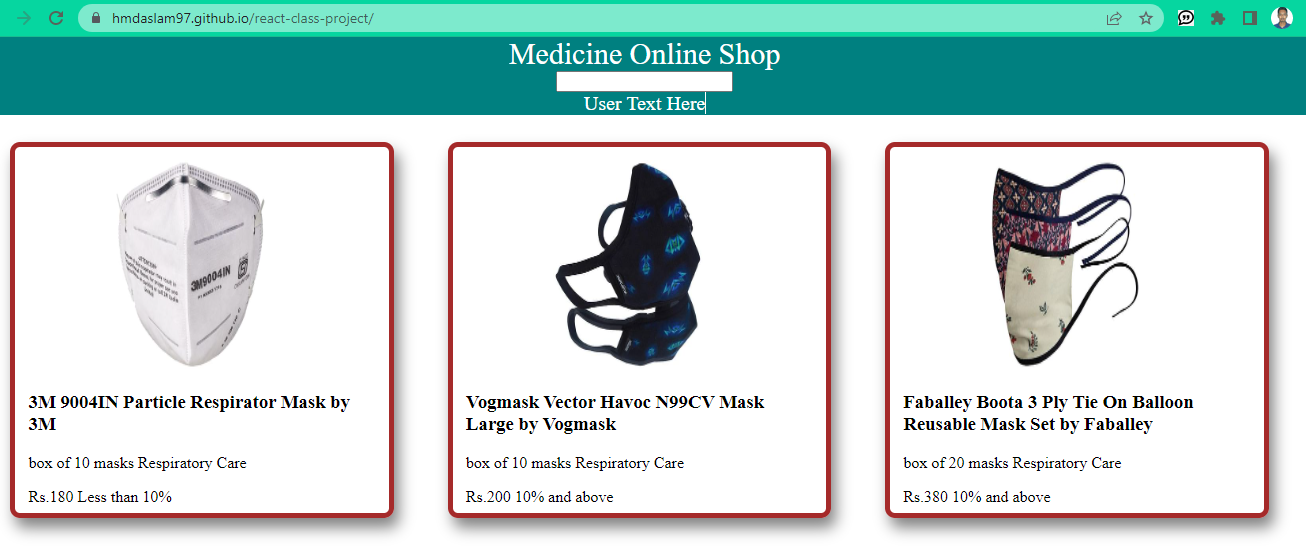 hmdaslam97.github.io/react-class-project/
Medicine Online Shop
User Text Here
3M9004IN
3M 9004IN Particle Respirator Mask by
3M
box of 10 masks Respiratory Care
Rs.180 Less than 10%
Vogmask Vector Havoc N99CV Mask
Large by Vogmask
box of 10 masks Respiratory Care
Rs.200 10% and above
Faballey Boota 3 Ply Tie On Balloon
Reusable Mask Set by Faballey
box of 20 masks Respiratory Care
Rs.380 10% and above